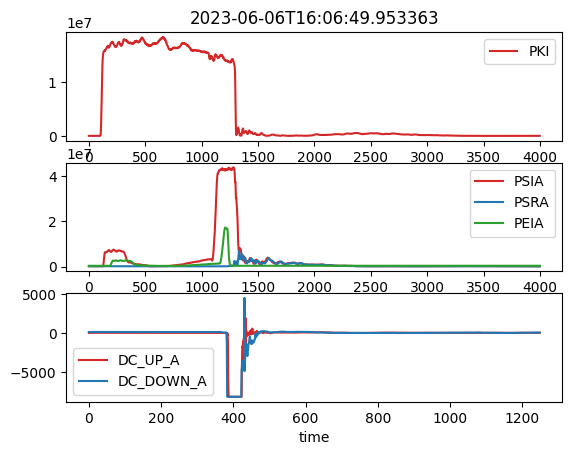 2023-06-06T16:06:49.953363
1e7
1
0
PKI
0 500 1000 1500 2000 2500 3000 3500 4000
1e7
4
2
0
PSIA
PSRA
PEIA
0 500 1000 1500 2000 2500 3000 3500 4000
5000
0
−5000
DC_UP_A
DC_DOWN_A
0 200 400 600 800 1000 1200
time